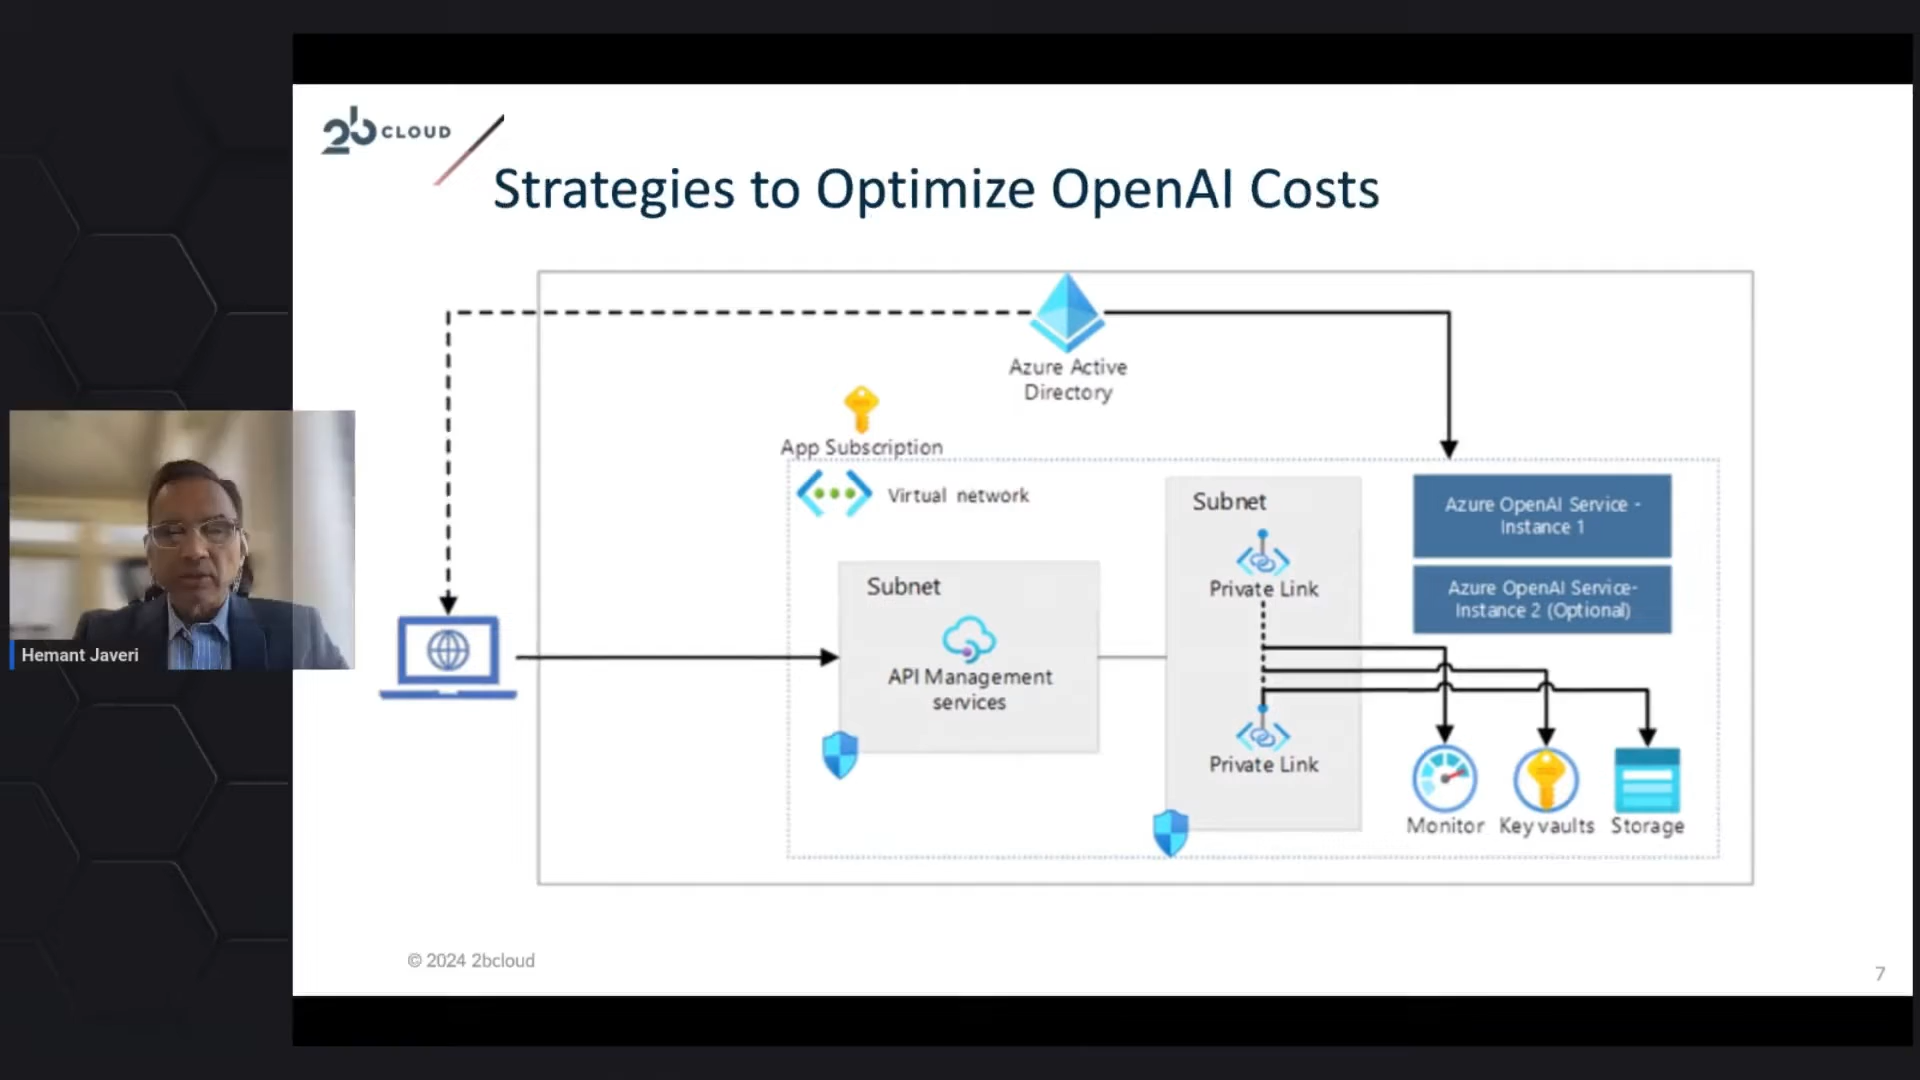 2b CLOUD
Strategies to Optimize OpenAI Costs
Azure Active
Directory
App Subscription
Virtual network
Subnet
Private Link
Private Link
Azure OpenAI Service -
Instance 1
Azure OpenAI Service-
Instance 2 (Optional)
Subnet
API Management
services
Monitor
Key vaults
Storage
Hemant Javeri
© 2024 2bcloud
7